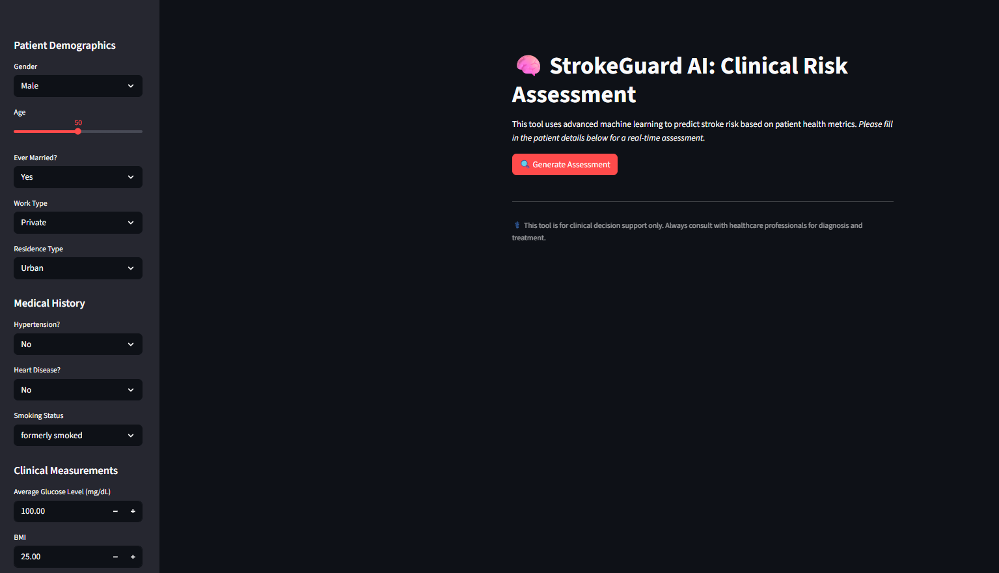 Patient Demographics
Gender
Male
Age
50
Ever Married?
Yes
Work Type
Private
Residence Type
Urban
Medical History
Hypertension?
No
Heart Disease?
No
Smoking Status
formerly smoked
Clinical Measurements
Average Glucose Level (mg/dL)
100.00
BMI
25.00
StrokeGuard AI: Clinical Risk
Assessment
This tool uses advanced machine learning to predict stroke risk based on patient health metrics. Please fill
in the patient details below for a real-time assessment.
Generate Assessment
This tool is for clinical decision support only. Always consult with healthcare professionals for diagnosis and
treatment.